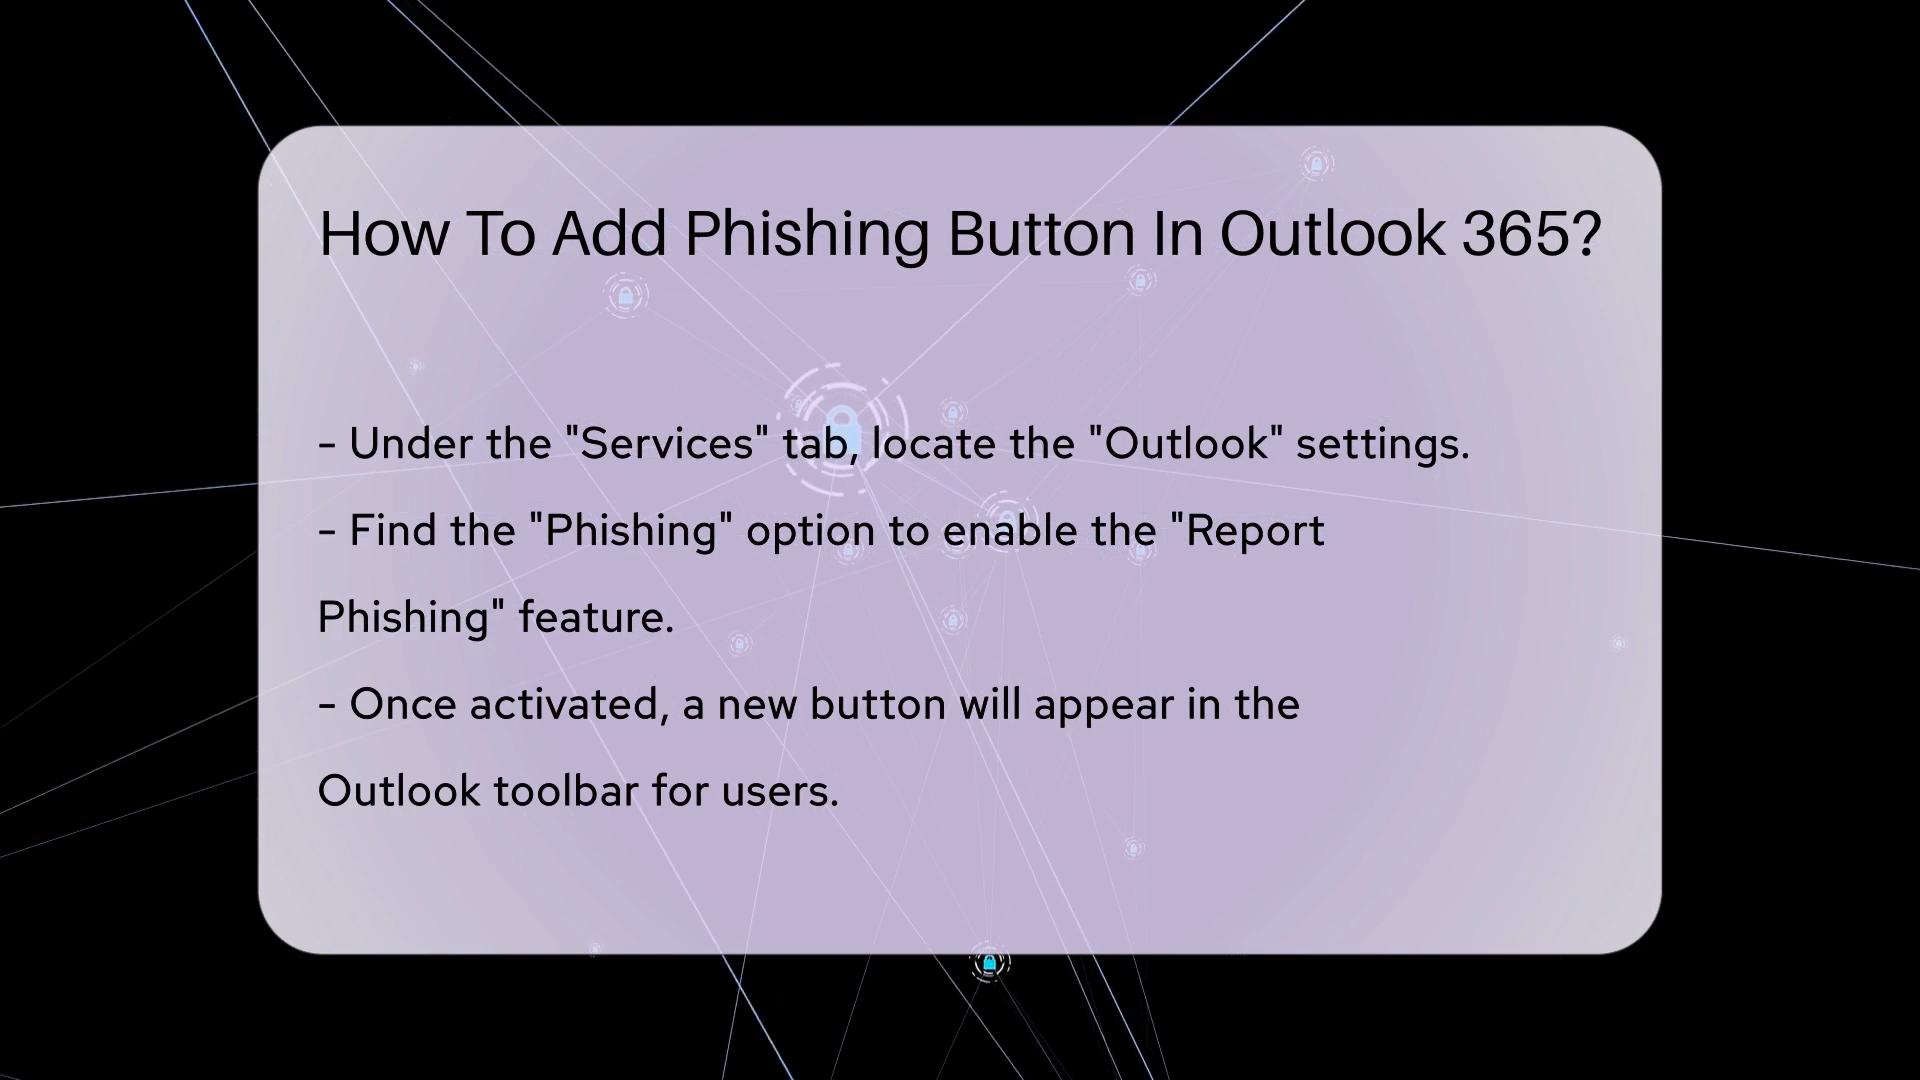 How To Add Phishing Button In Outlook 365?
- Under the "Services" tab, locate the "Outlook" settings.
- Find the "Phishing" option to enable the "Report
Phishing" feature.
- Once activated, a new button will appear in the
Outlook toolbar for users.